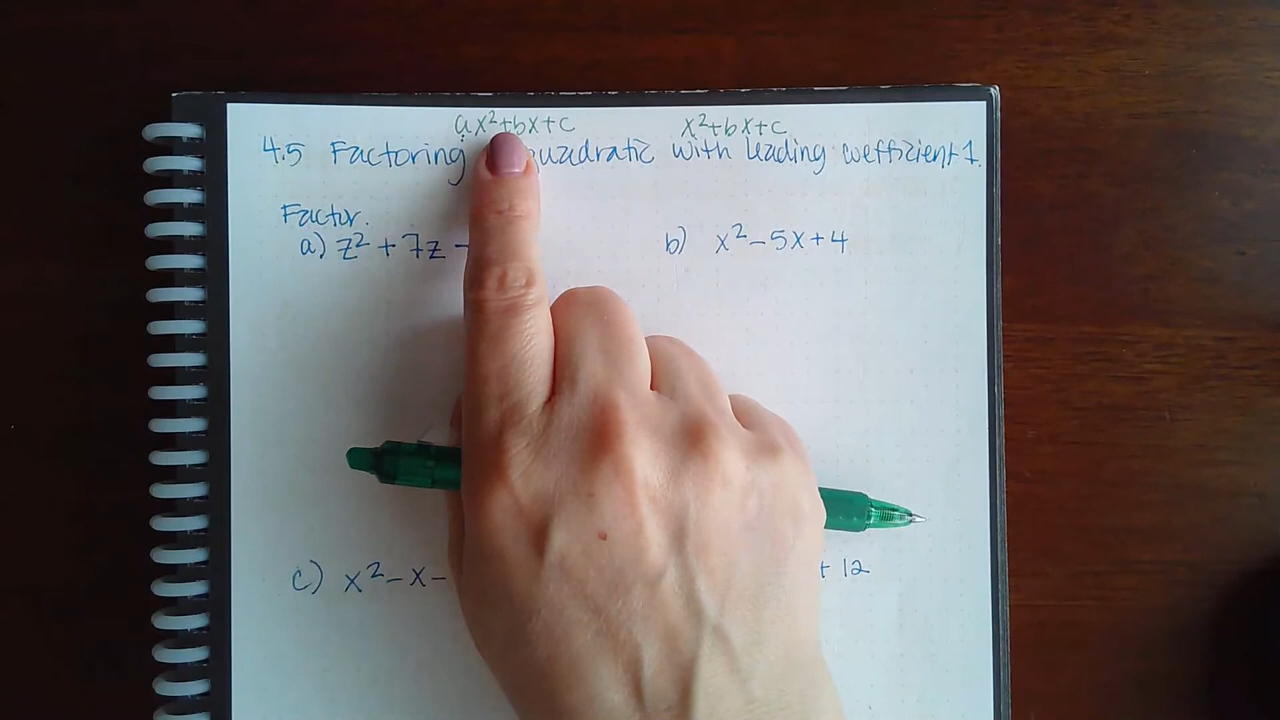 ax²+bx+c x²+bx+c
4.5 Factoring quadratic with leading coefficient 1.
Factor.
a) z² + 7z - b) x² - 5x + 4
c) x² - x - + 12